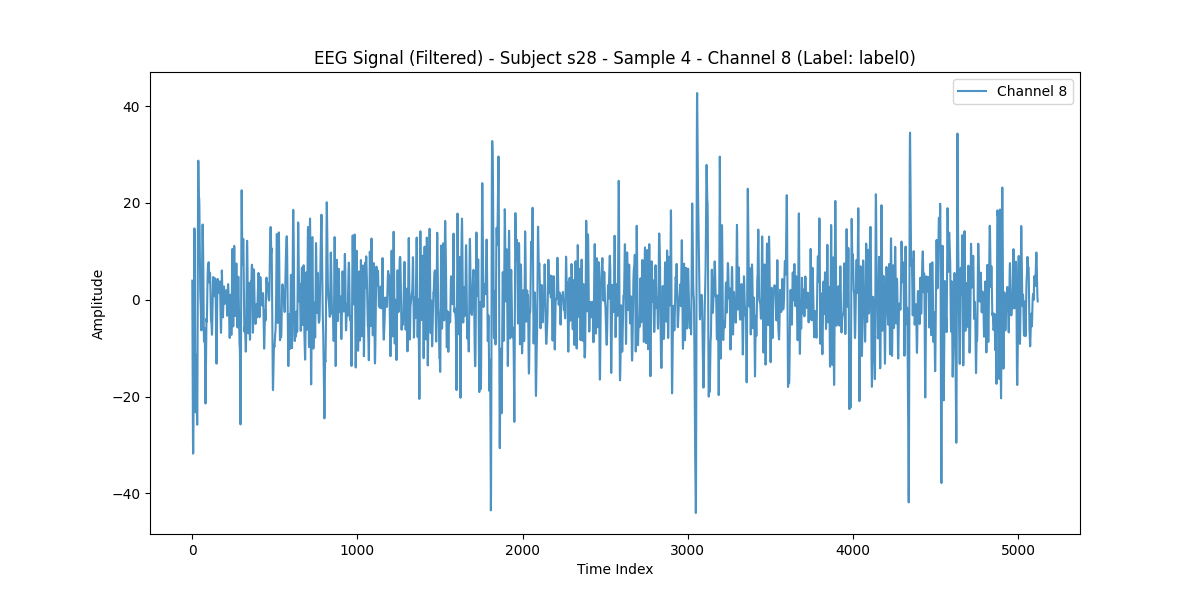 EEG Signal (Filtered) - Subject s28 - Sample 4 - Channel 8 (Label: label0)
Channel 8
40
20
0
−20
−40
Amplitude
0 1000 2000 3000 4000 5000
Time Index